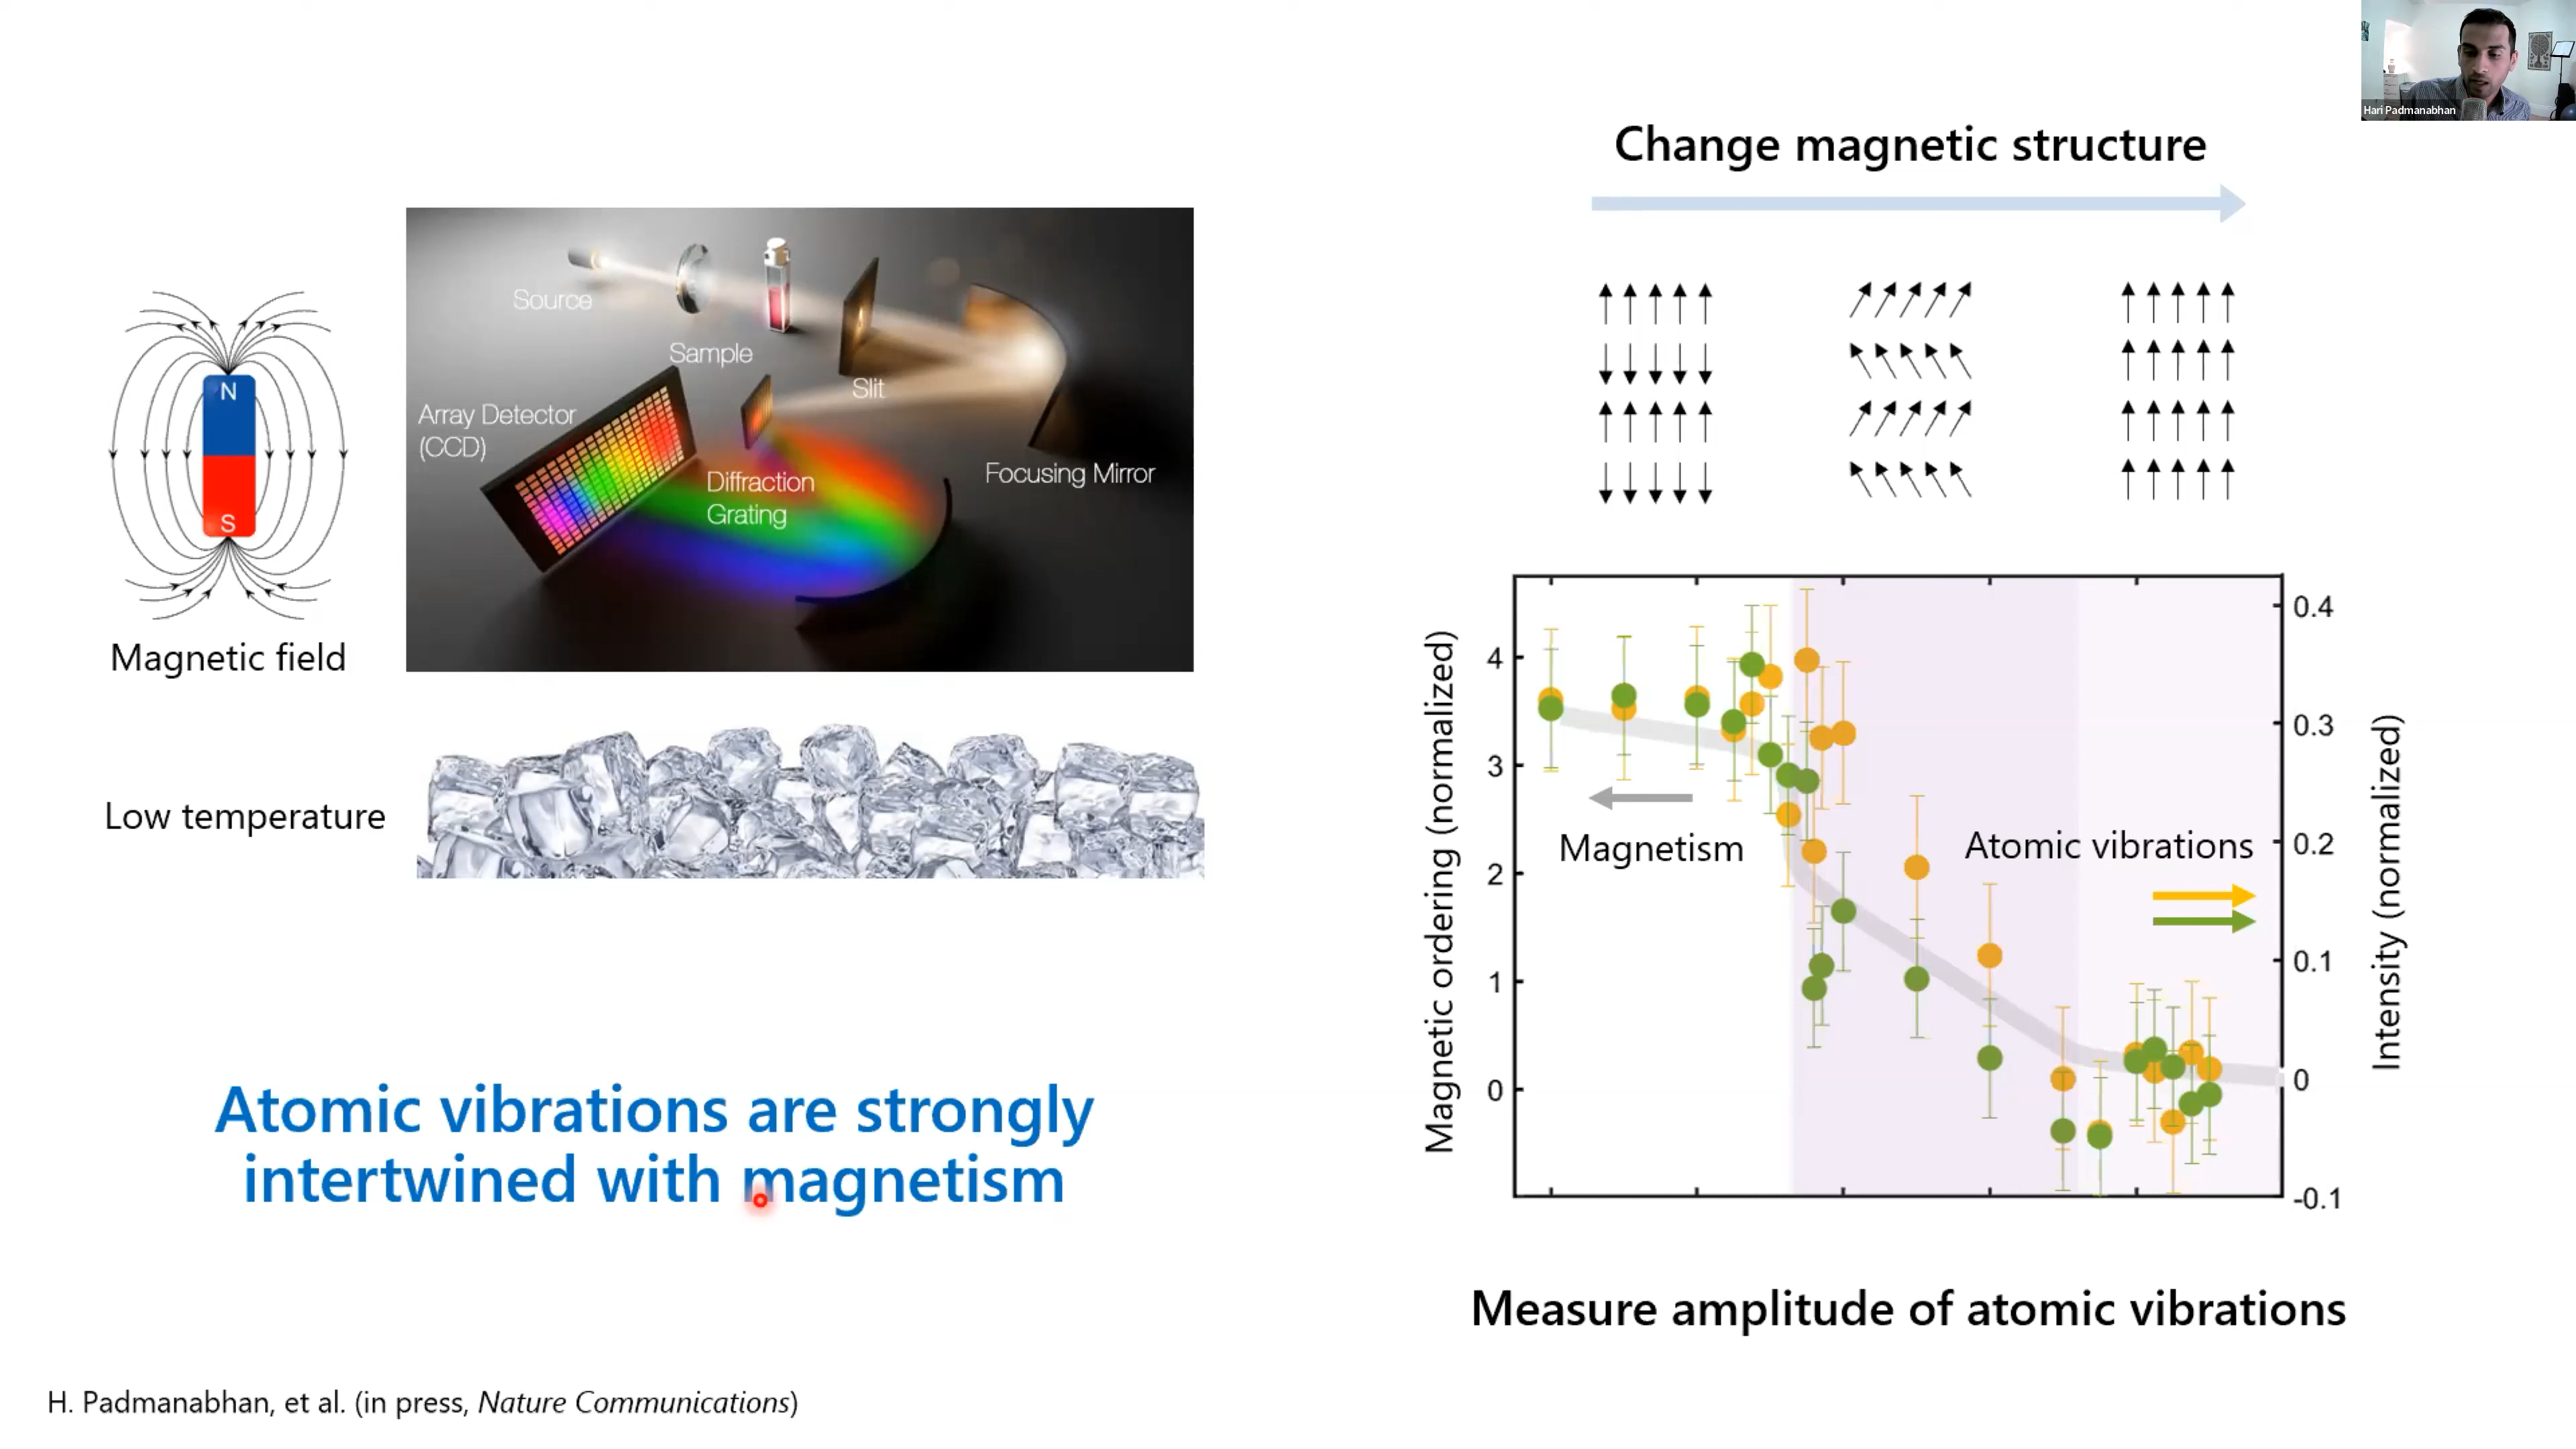 Hari Padmanabhan
Change magnetic structure
N
S
Magnetic field
Source
Sample
Slit
Array Detector
(CCD)
Diffraction
Grating
Focusing Mirror
Low temperature
Atomic vibrations are strongly
intertwined with magnetism
Magnetic ordering (normalized)
4
3
2
1
0
Magnetism
Atomic vibrations
0.4
0.3
0.2
0.1
0
-0.1
Intensity (normalized)
Measure amplitude of atomic vibrations
H. Padmanabhan, et al. (in press, Nature Communications)